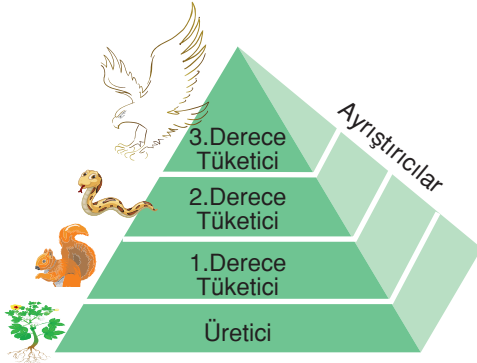 3.Derece
Tüketici
Ayrıştırıcılar
2.Derece
Tüketici
1.Derece
Tüketici
Üretici